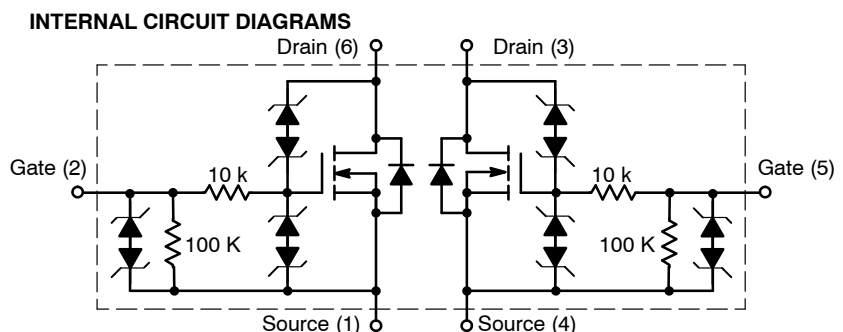 INTERNAL CIRCUIT DIAGRAMS
Drain (6)
Drain (3)
Gate (2)
10 k
10 k
Gate (5)
100 K
100 K
Source (1)
Source (4)